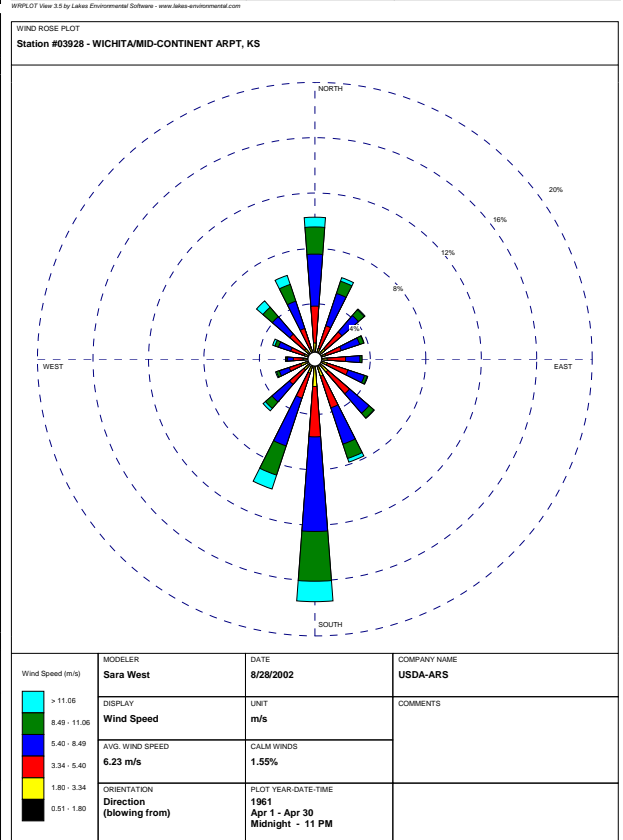 WRPLOT View 3.5 by Lakes Environmental Software - www.lakes-environmental.com
WIND ROSE PLOT
Station #03928 - WICHITA/MID-CONTINENT ARPT, KS
NORTH
20%
16%
12%
8%
4%
WEST
EAST
SOUTH
Wind Speed (m/s)
> 11.06
8.49 - 11.06
5.40 - 8.49
3.34 - 5.40
1.80 - 3.34
0.51 - 1.80
MODELER
Sara West
DATE
8/28/2002
COMPANY NAME
USDA-ARS
DISPLAY
Wind Speed
UNIT
m/s
COMMENTS
AVG. WIND SPEED
6.23 m/s
CALM WINDS
1.55%
ORIENTATION
Direction
(blowing from)
PLOT YEAR-DATE-TIME
1961
Apr 1 - Apr 30
Midnight - 11 PM